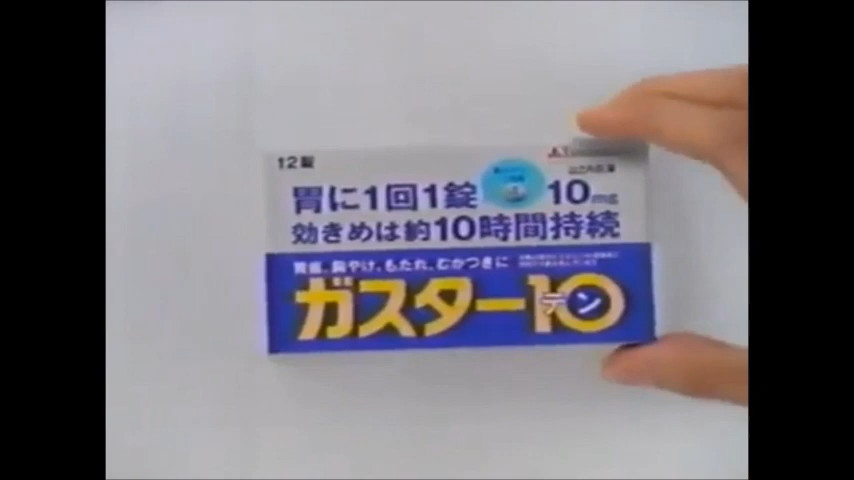 12錠
胃に1回1錠 10mg
効きめは約10時間持続
胃痛、胸やけ、もたれ、むかつきに
ガスター10
テン